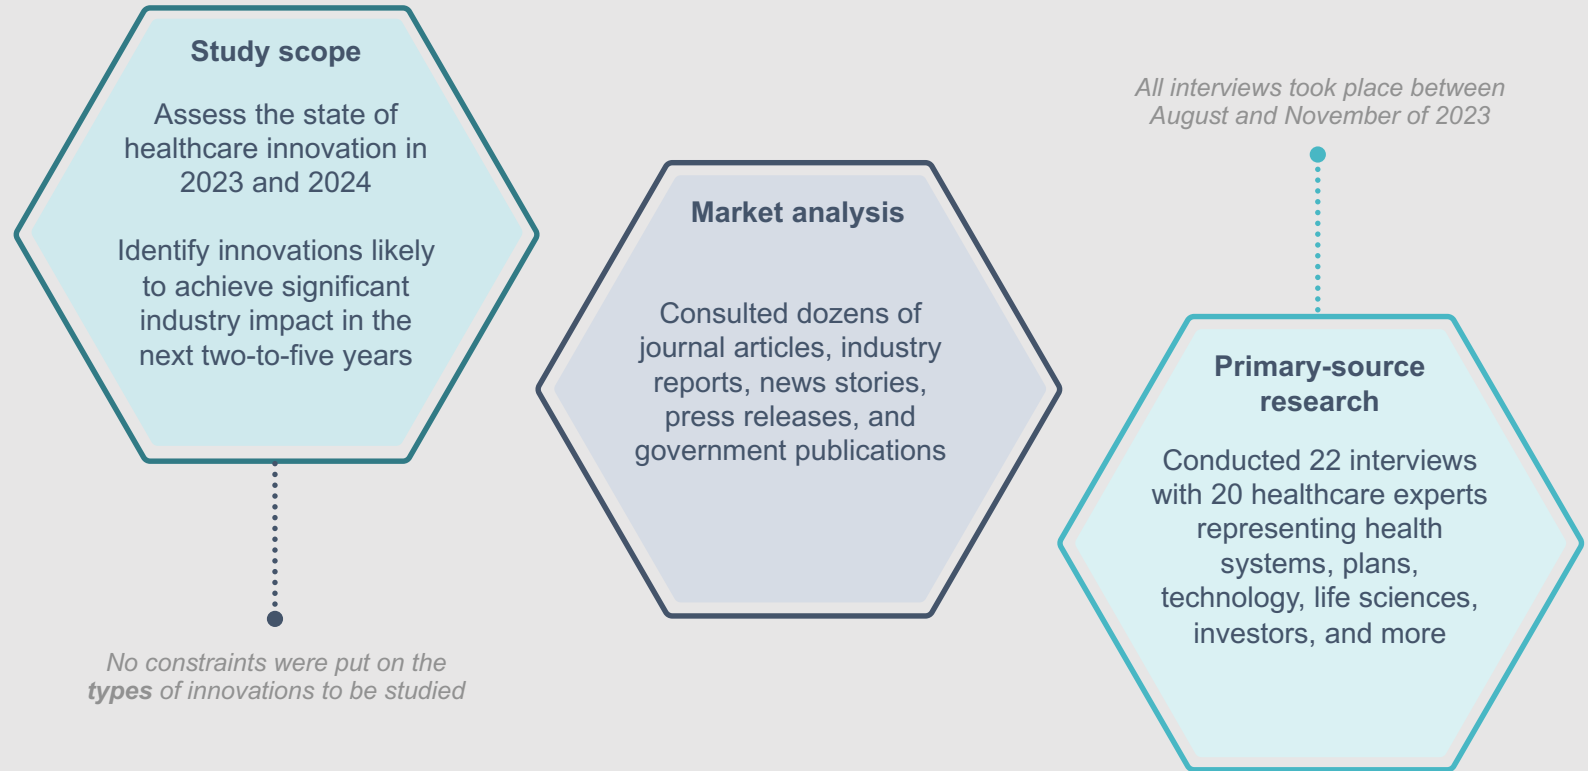 Study scope
Assess the state of
healthcare innovation in
2023 and 2024
Identify innovations likely
to achieve significant
industry impact in the
next two-to-five years
No constraints were put on the
types of innovations to be studied
Market analysis
Consulted dozens of
journal articles, industry
reports, news stories,
press releases, and
government publications
All interviews took place between
August and November of 2023
Primary-source
research
Conducted 22 interviews
with 20 healthcare experts
representing health
systems, plans,
technology, life sciences,
investors, and more